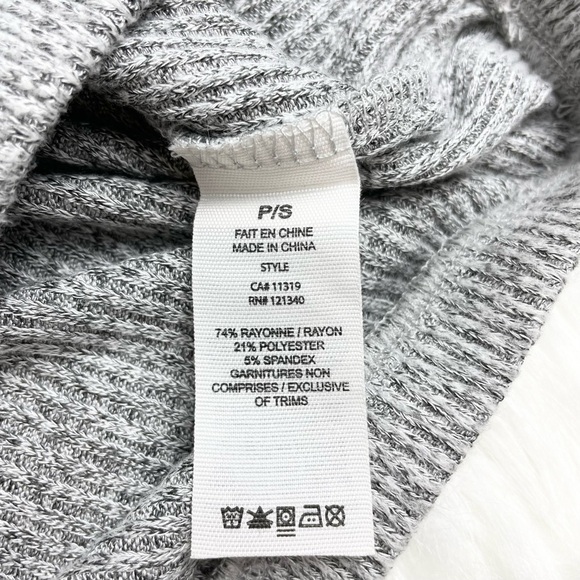 P/S
FAIT EN CHINE
MADE IN CHINA
STYLE
CA# 11319
RN# 121340
74% RAYONNE / RAYON
21% POLYESTER
5% SPANDEX
GARNITURES NON
COMPRISES / EXCLUSIVE
OF TRIMS